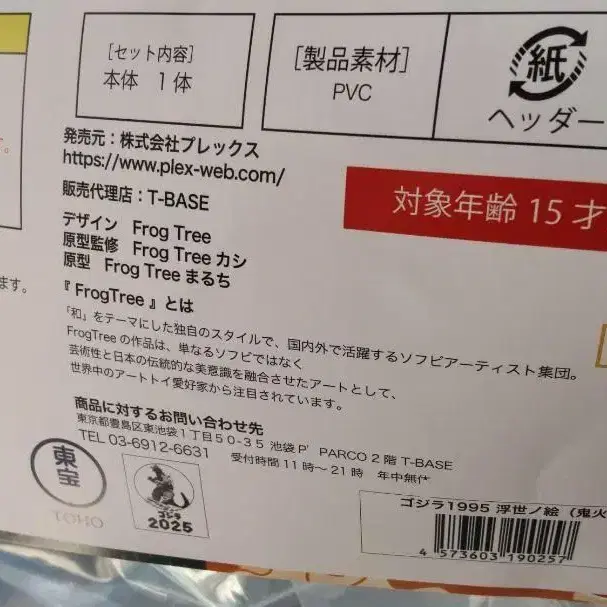 [セット内容]
本体 1体
[製品素材]
PVC
紙
ヘッダー
発売元：株式会社プレックス
https://www.plex-web.com/
販売代理店：T-BASE
対象年齢 15才
デザイン Frog Tree
原型監修 Frog Tree カシ
原型 Frog Tree まるち
ます。
『 FrogTree 』とは
「和」をテーマにした独自のスタイルで、国内外で活躍するソフビアーティスト集団。
FrogTree の作品は、単なるソフビではなく
芸術性と日本の伝統的な美意識を融合させたアートとして、
世界中のアートトイ愛好家から注目されています。
商品に対するお問い合わせ先
東京都豊島区東池袋１丁目５０-３５ 池袋Ｐ’ PARCO２階 T-BASE
TEL 03-6912-6631 受付時間１１時～２１時 年中無休
東宝
TOHO
ゴジラ
2025
ゴジラ1995 浮世ノ絵（鬼火
4 573603 190257